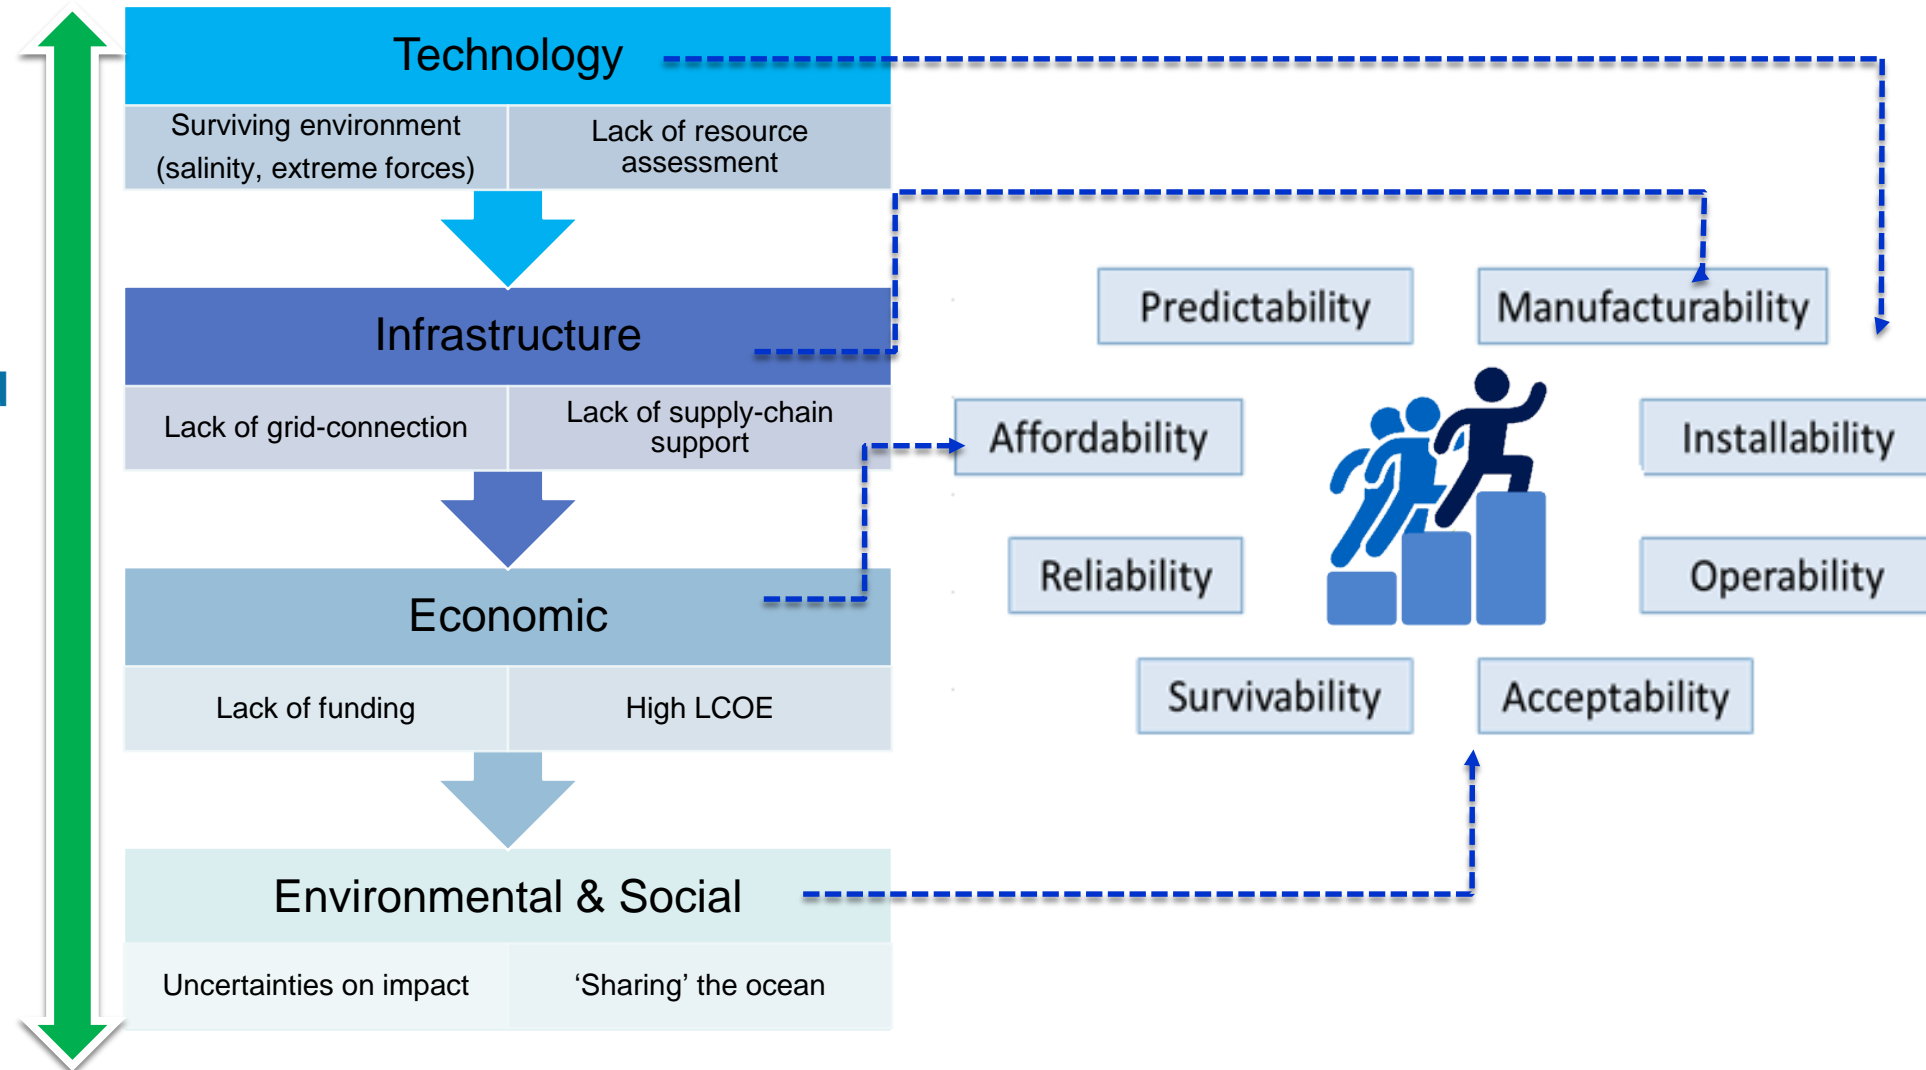 Technology
Surviving environment
(salinity, extreme forces)
Lack of resource
assessment
Infrastructure
Lack of grid-connection
Lack of supply-chain
support
Economic
Lack of funding
High LCOE
Environmental & Social
Uncertainties on impact
‘Sharing’ the ocean
Predictability
Manufacturability
Affordability
Installability
Reliability
Operability
Survivability
Acceptability